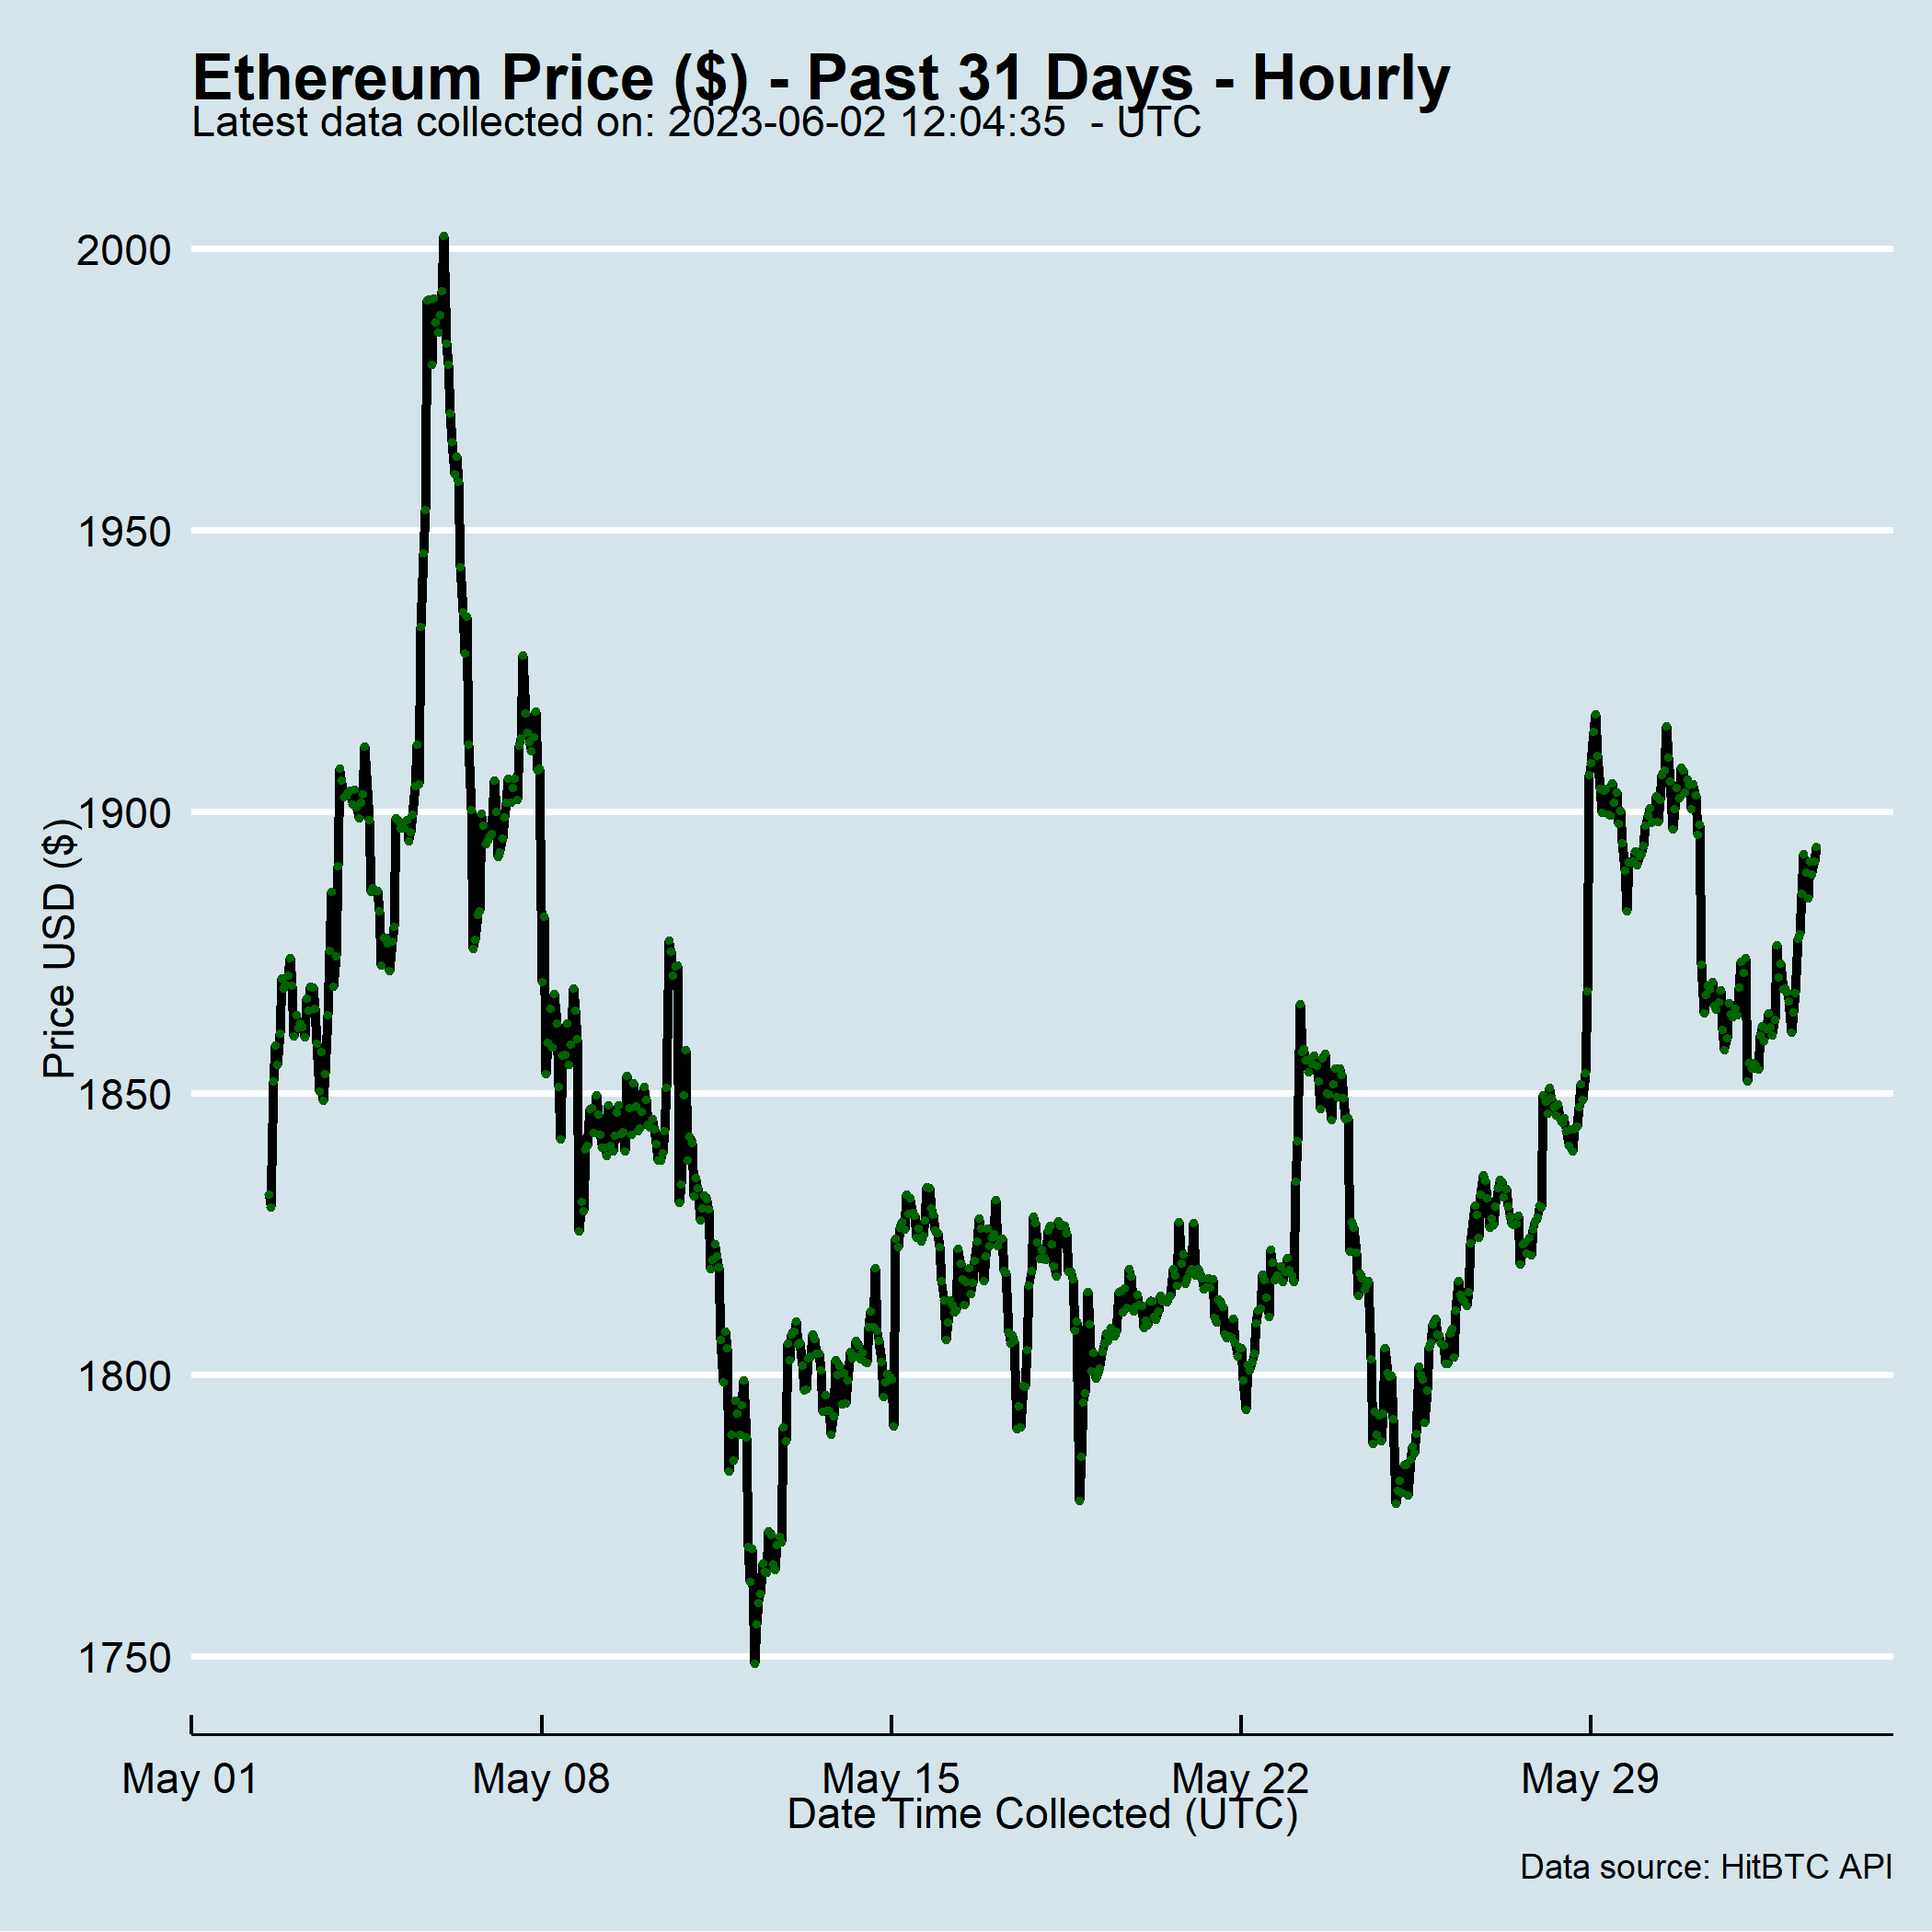 Ethereum Price ($) - Past 31 Days - Hourly
Latest data collected on: 2023-06-02 12:04:35  - UTC
2000
1950
1900
1850
1800
1750
Price USD ($)
May 01
May 08
May 15
May 22
May 29
Date Time Collected (UTC)
Data source: HitBTC API